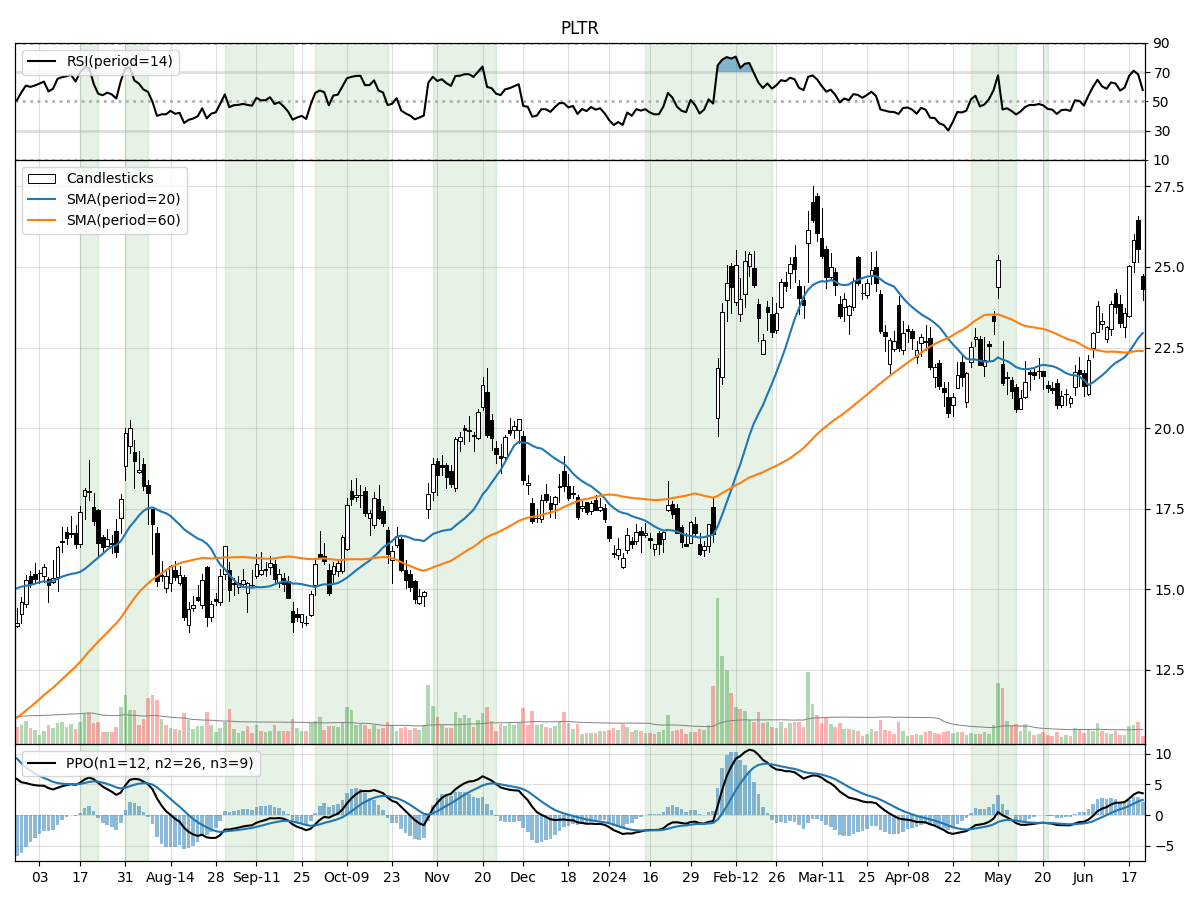 PLTR
RSI(period=14)
90
70
50
30
10
Candlesticks
SMA(period=20)
SMA(period=60)
27.5
25.0
22.5
20.0
17.5
15.0
12.5
PPO(n1=12, n2=26, n3=9)
10
5
0
−5
03 17 31 Aug-14 28 Sep-11 25 Oct-09 23 Nov 20 Dec 18 2024 16 29 Feb-12 26 Mar-11 25 Apr-08 22 May 20 Jun 17